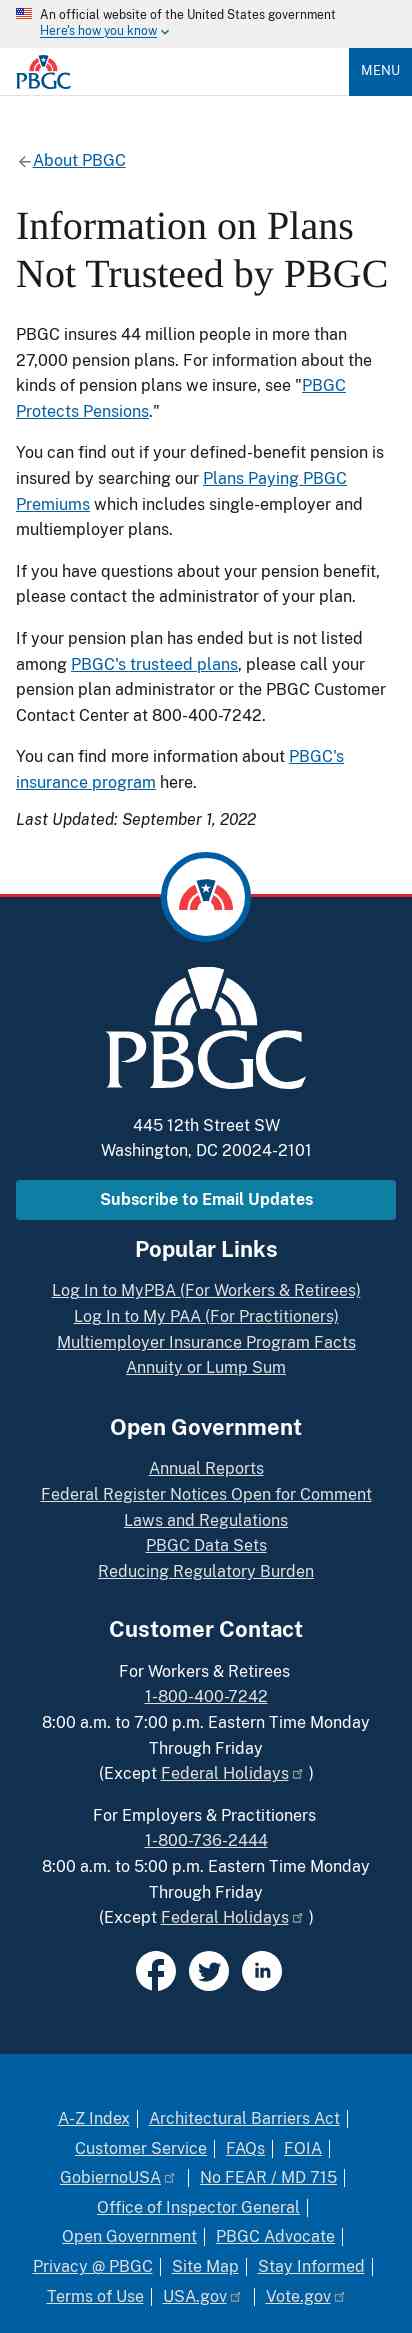 An official website of the United States government
Here's how you know
PBGC
MENU
About PBGC
Information on Plans
Not Trusteed by PBGC
PBGC insures 44 million people in more than
27,000 pension plans. For information about the
kinds of pension plans we insure, see "PBGC
Protects Pensions."
You can find out if your defined-benefit pension is
insured by searching our Plans Paying PBGC
Premiums which includes single-employer and
multiemployer plans.
If you have questions about your pension benefit,
please contact the administrator of your plan.
If your pension plan has ended but is not listed
among PBGC's trusteed plans, please call your
pension plan administrator or the PBGC Customer
Contact Center at 800-400-7242.
You can find more information about PBGC's
insurance program here.
Last Updated: September 1, 2022
PBGC
445 12th Street SW
Washington, DC 20024-2101
Subscribe to Email Updates
Popular Links
Log In to MyPBA (For Workers & Retirees)
Log In to My PAA (For Practitioners)
Multiemployer Insurance Program Facts
Annuity or Lump Sum
Open Government
Annual Reports
Federal Register Notices Open for Comment
Laws and Regulations
PBGC Data Sets
Reducing Regulatory Burden
Customer Contact
For Workers & Retirees
1-800-400-7242
8:00 a.m. to 7:00 p.m. Eastern Time Monday
Through Friday
(Except Federal Holidays )
For Employers & Practitioners
1-800-736-2444
8:00 a.m. to 5:00 p.m. Eastern Time Monday
Through Friday
(Except Federal Holidays )
f in
A-Z Index | Architectural Barriers Act |
Customer Service | FAQs | FOIA |
GobiernoUSA | No FEAR / MD 715 |
Office of Inspector General |
Open Government | PBGC Advocate |
Privacy @ PBGC | Site Map | Stay Informed |
Terms of Use | USA.gov | Vote.gov